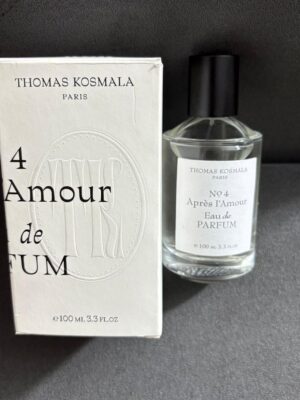 THOMAS KOSMALA
PARIS
4
Amour
de
FUM
e100 ML 3.3 FL.OZ
THOMAS KOSMALA
PARIS
No 4
Après l'Amour
Eau de
PARFUM
e 100 ml 3.3 fl.oz